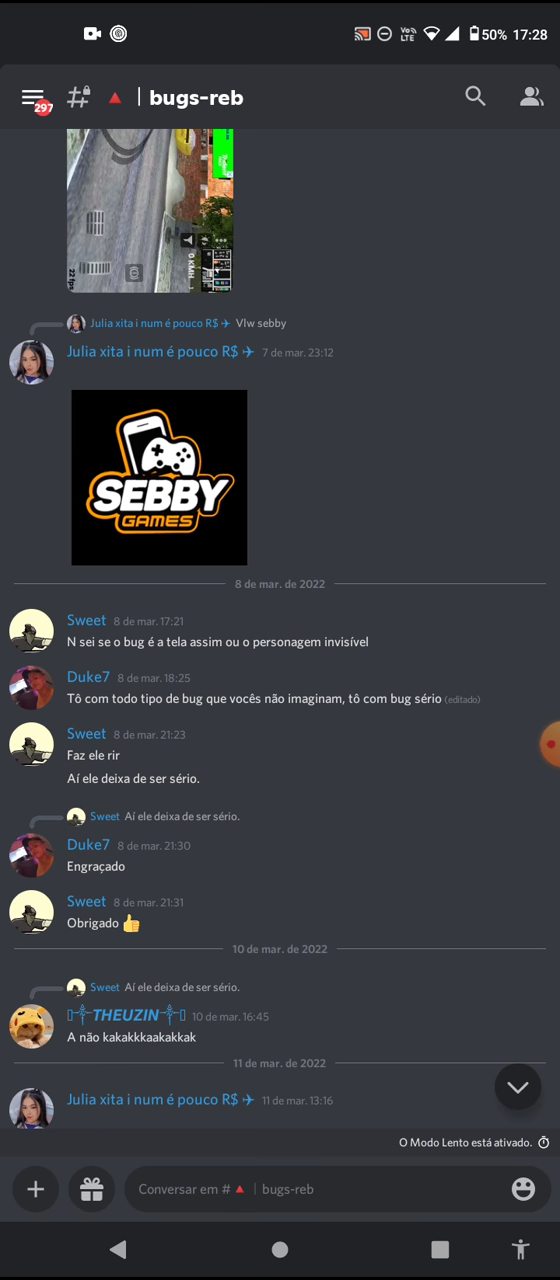 Vo) LTE 50% 17:28
297 # 🔺 | bugs-reb
0 KMH
22 fps
Julia xita i num é pouco R$ ✈ Vlw sebby
Julia xita i num é pouco R$ ✈ 7 de mar. 23:12
SEBBY
GAMES
8 de mar. de 2022
Sweet 8 de mar. 17:21
N sei se o bug é a tela assim ou o personagem invisível
Duke7 8 de mar. 18:25
Tô com todo tipo de bug que vocês não imaginam, tô com bug sério (editado)
Sweet 8 de mar. 21:23
Faz ele rir
Aí ele deixa de ser sério.
Sweet Aí ele deixa de ser sério.
Duke7 8 de mar. 21:30
Engraçado
Sweet 8 de mar. 21:31
Obrigado 👍
10 de mar. de 2022
Sweet Aí ele deixa de ser sério.
༒THEUZIN༒ 10 de mar. 16:45
A não kakakkkaakakkak
11 de mar. de 2022
Julia xita i num é pouco R$ ✈ 11 de mar. 13:16
O Modo Lento está ativado.
Conversar em # 🔺 | bugs-reb